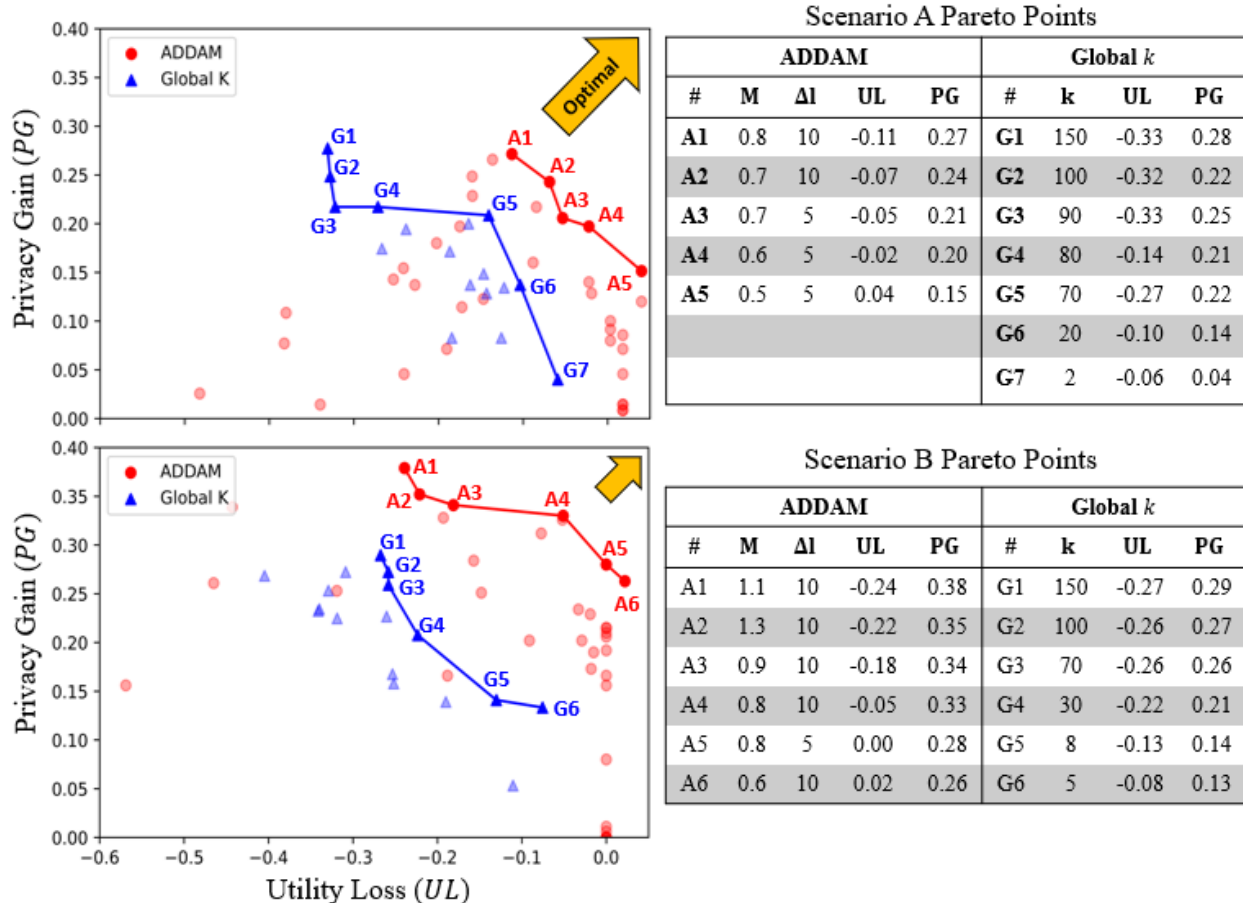 0.40
0.35
0.30
0.25
0.20
0.15
0.10
0.05
0.00
Privacy Gain (PG)
ADDAM
Global K
Optimal
G1
G2
G3
G4
G5
G6
G7
A1
A2
A3
A4
A5
Scenario A Pareto Points
ADDAM Global k
# M Δl UL PG # k UL PG
A1 0.8 10 -0.11 0.27 G1 150 -0.33 0.28
A2 0.7 10 -0.07 0.24 G2 100 -0.32 0.22
A3 0.7 5 -0.05 0.21 G3 90 -0.33 0.25
A4 0.6 5 -0.02 0.20 G4 80 -0.14 0.21
A5 0.5 5 0.04 0.15 G5 70 -0.27 0.22
G6 20 -0.10 0.14
G7 2 -0.06 0.04
0.40
0.35
0.30
0.25
0.20
0.15
0.10
0.05
0.00
Privacy Gain (PG)
ADDAM
Global K
A1
A2
A3
A4
A5
A6
G1
G2
G3
G4
G5
G6
−0.6 −0.5 −0.4 −0.3 −0.2 −0.1 0.0
Utility Loss (UL)
Scenario B Pareto Points
ADDAM Global k
# M Δl UL PG # k UL PG
A1 1.1 10 -0.24 0.38 G1 150 -0.27 0.29
A2 1.3 10 -0.22 0.35 G2 100 -0.26 0.27
A3 0.9 10 -0.18 0.34 G3 70 -0.26 0.26
A4 0.8 10 -0.05 0.33 G4 30 -0.22 0.21
A5 0.8 5 0.00 0.28 G5 8 -0.13 0.14
A6 0.6 10 0.02 0.26 G6 5 -0.08 0.13